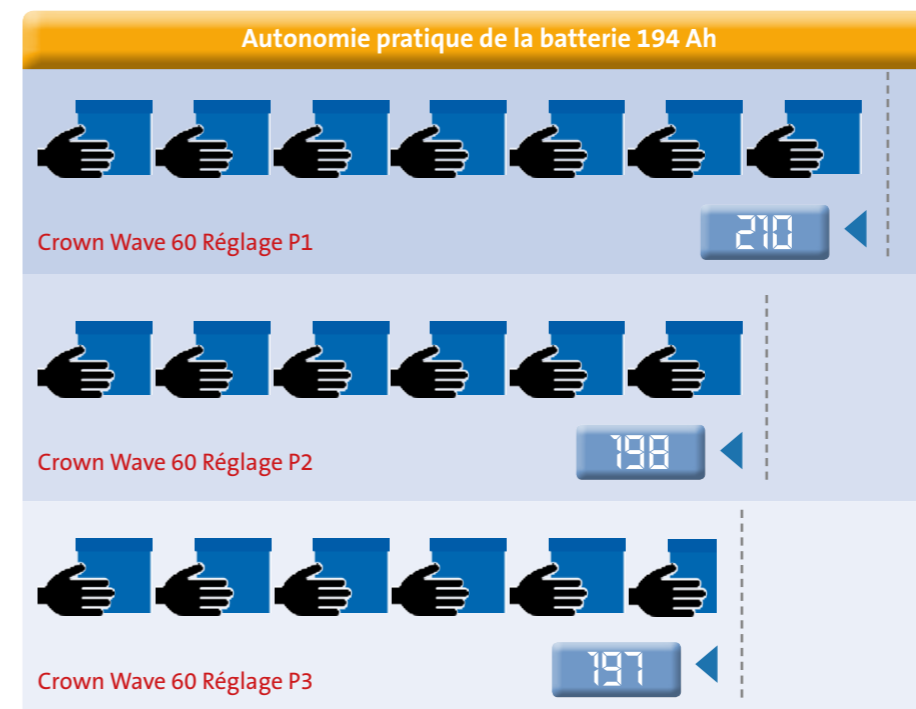 Autonomie pratique de la batterie 194 Ah
210
Crown Wave 60 Réglage P1
198
Crown Wave 60 Réglage P2
197
Crown Wave 60 Réglage P3